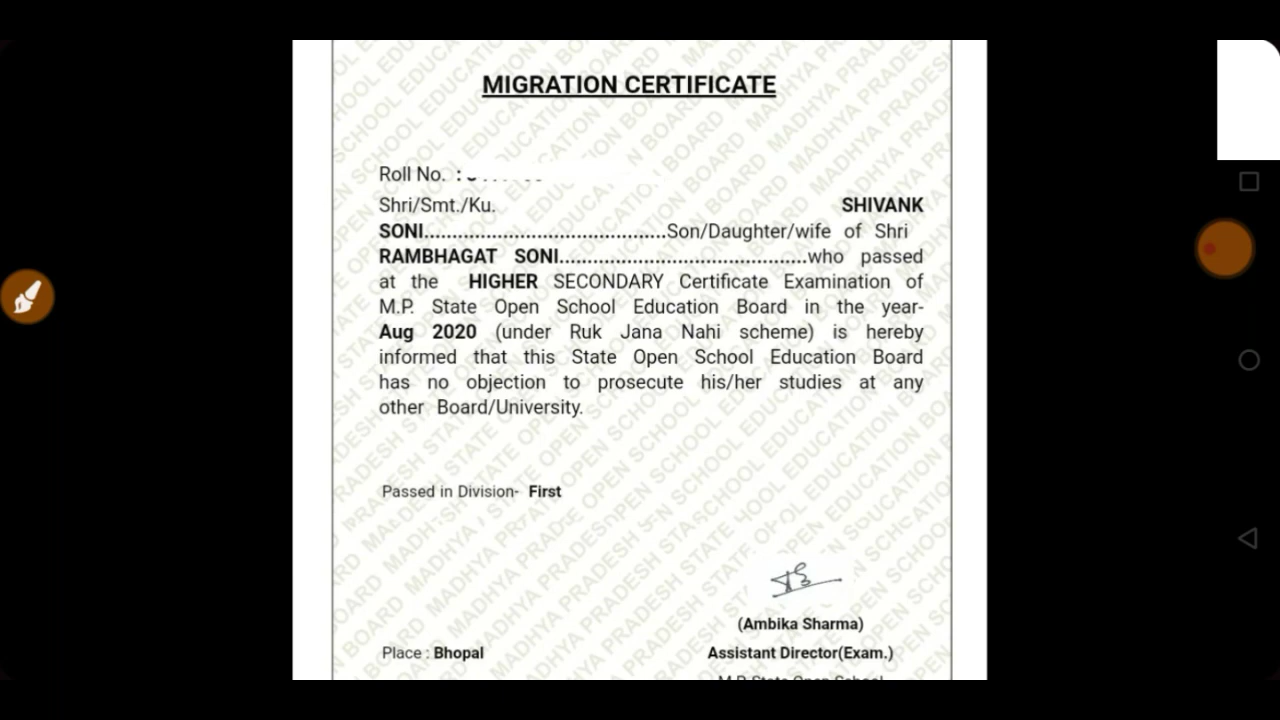 MIGRATION CERTIFICATE
Roll No. :
Shri/Smt./Ku. SHIVANK
SONI...........................................Son/Daughter/wife of Shri
RAMBHAGAT SONI............................................who passed
at the HIGHER SECONDARY Certificate Examination of
M.P. State Open School Education Board in the year-
Aug 2020 (under Ruk Jana Nahi scheme) is hereby
informed that this State Open School Education Board
has no objection to prosecute his/her studies at any
other Board/University.
Passed in Division- First
(Ambika Sharma)
Place : Bhopal Assistant Director(Exam.)
M.P. State Open School